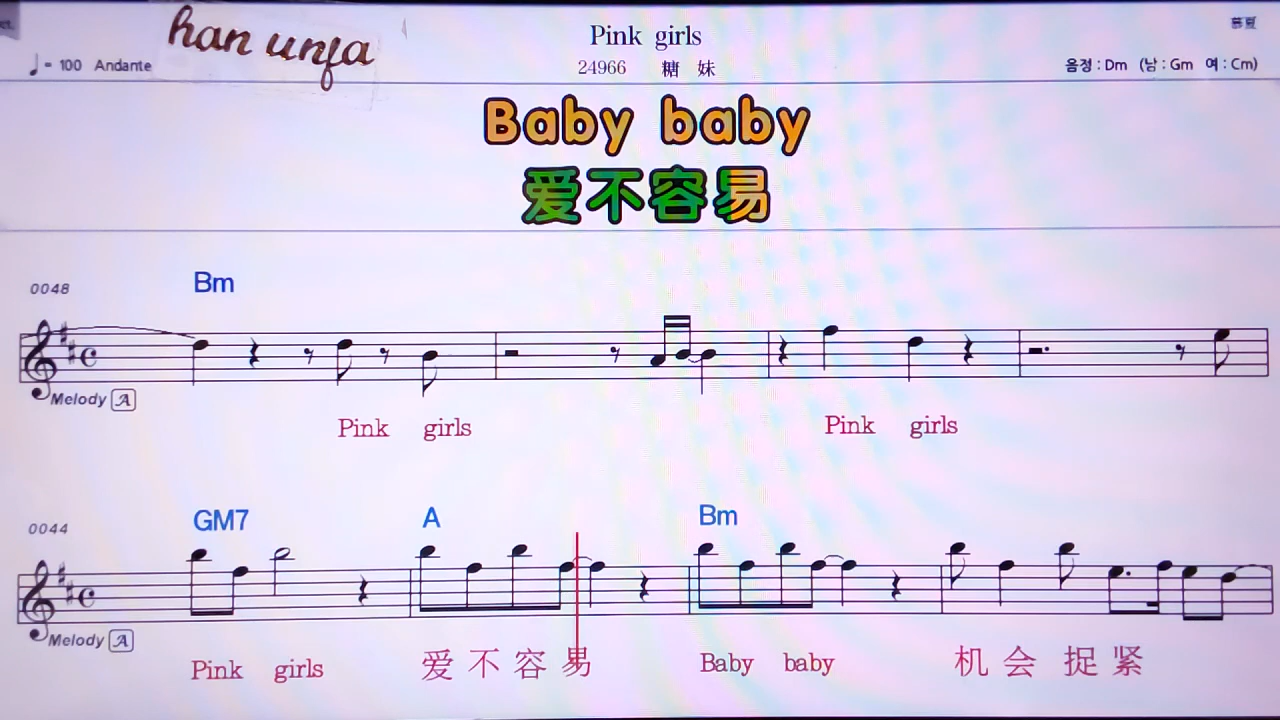 han unfa
Pink girls
♩= 100 Andante
24966 糖 妹
음정 : Dm (남 : Gm 여 : Cm)
Baby baby
爱不容易
0048
Bm
Melody A
Pink girls Pink girls
0044
GM7 A Bm
Melody A
Pink girls 爱 不 容 易 Baby baby 机 会 捉 紧